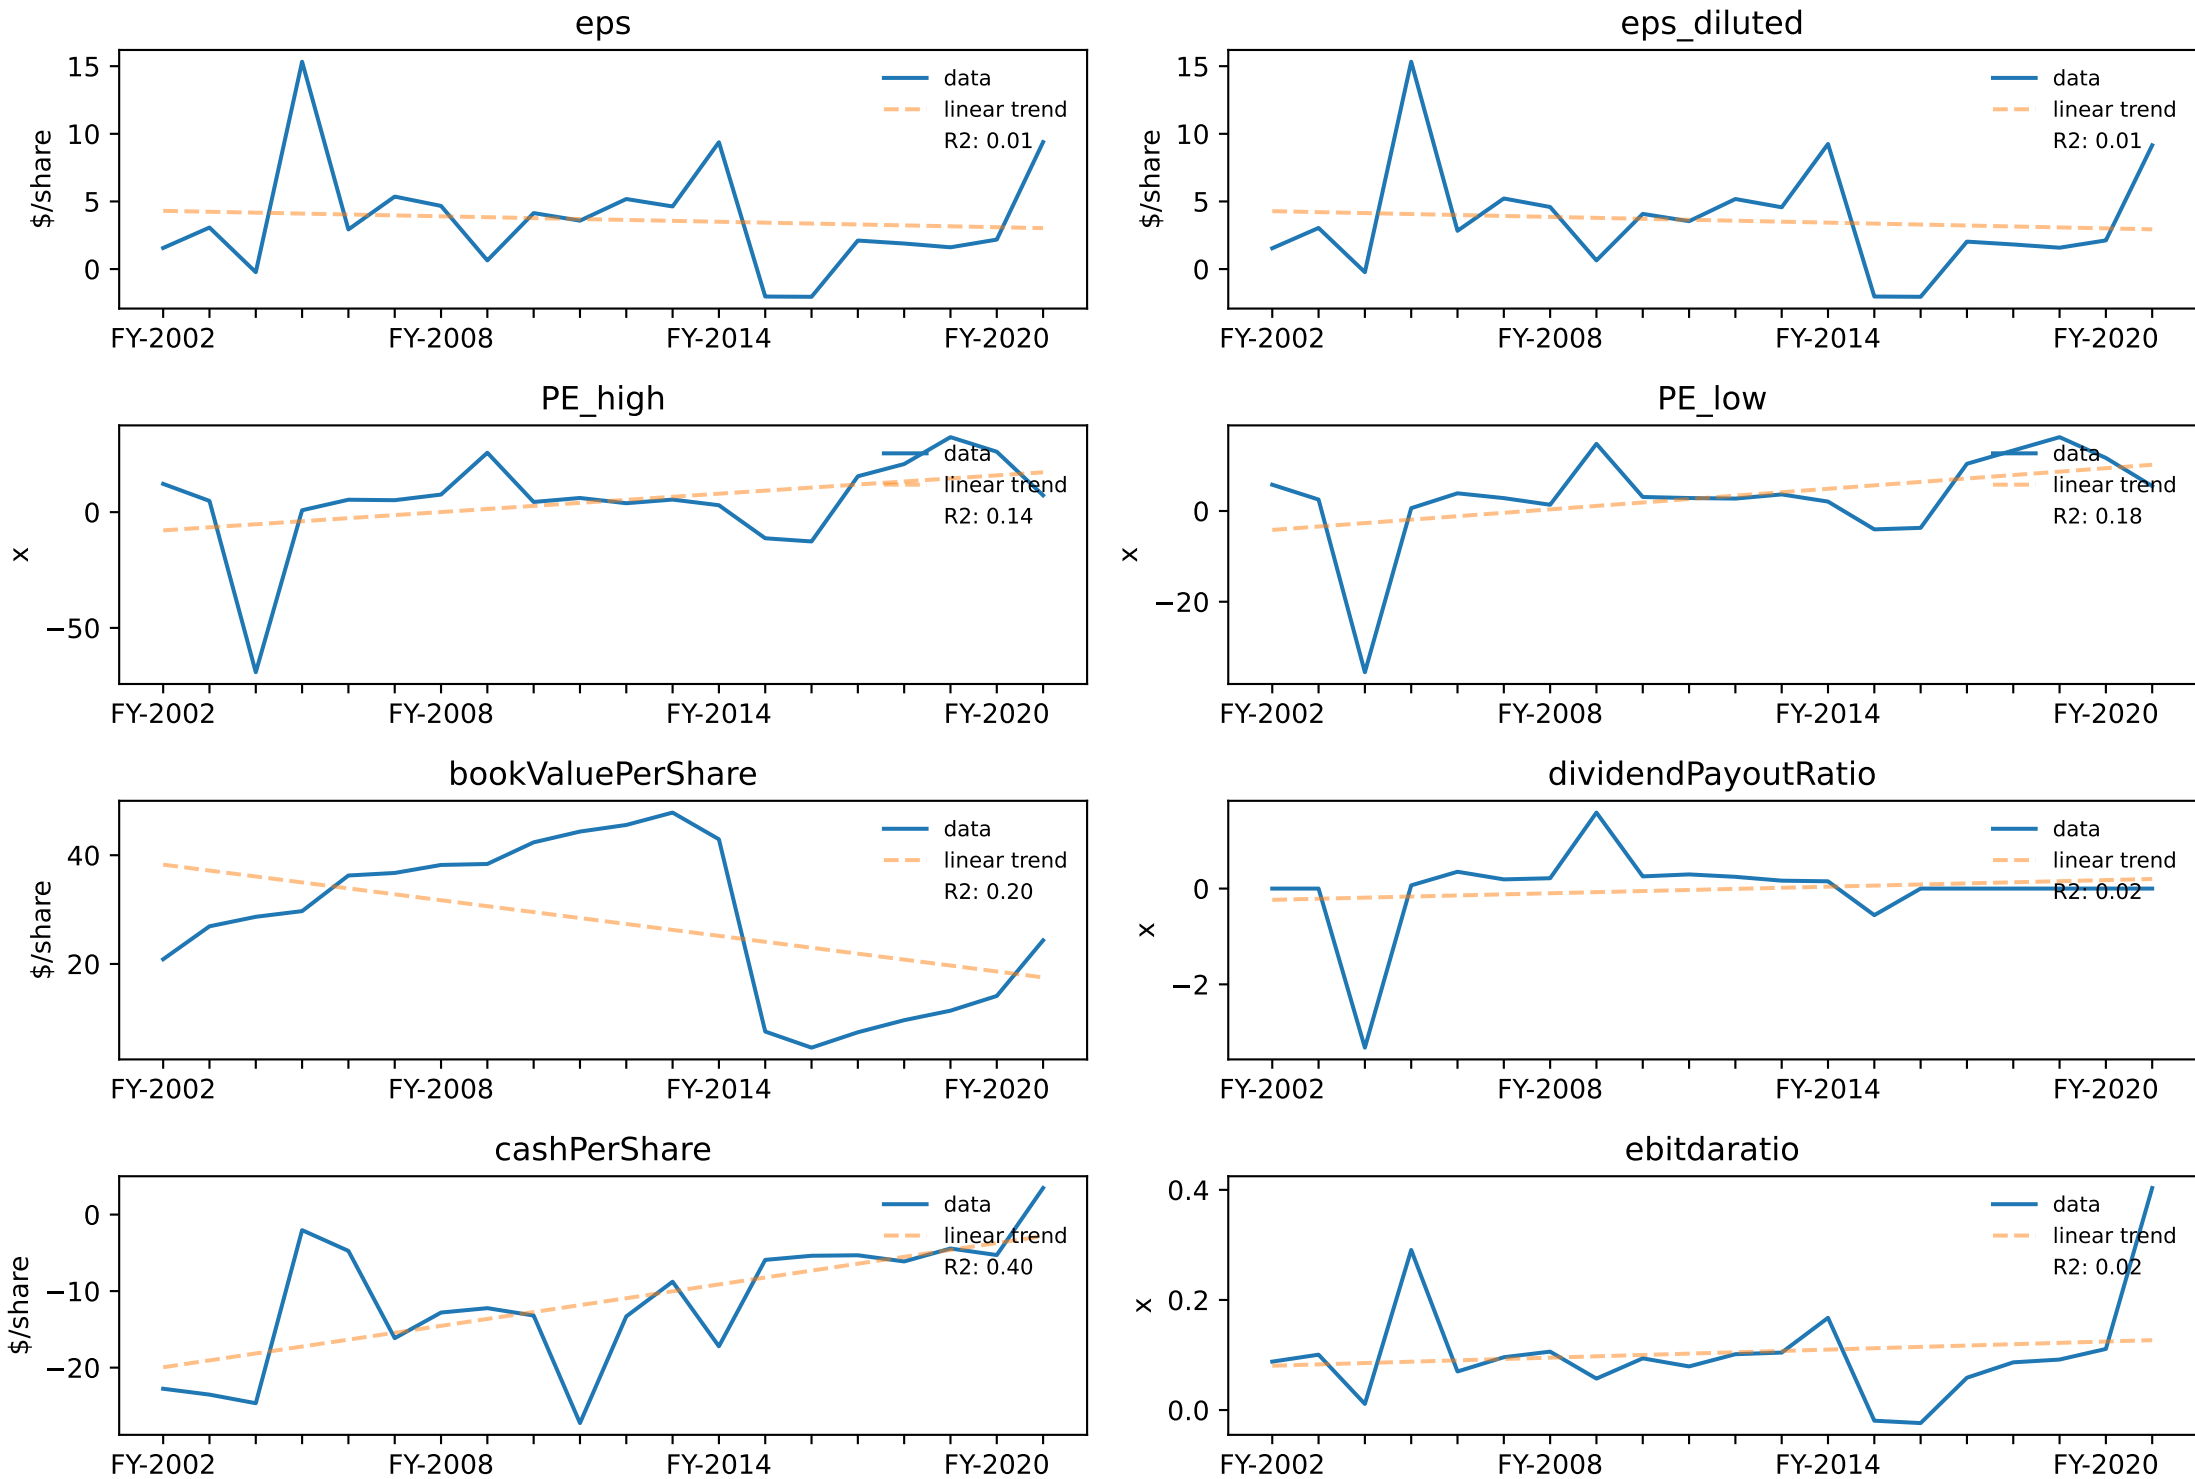 eps
$/share
15
10
5
0
data
linear trend
R2: 0.01
FY-2002 FY-2008 FY-2014 FY-2020
eps_diluted
$/share
15
10
5
0
data
linear trend
R2: 0.01
FY-2002 FY-2008 FY-2014 FY-2020
PE_high
x
0
−50
data
linear trend
R2: 0.14
FY-2002 FY-2008 FY-2014 FY-2020
PE_low
x
0
−20
data
linear trend
R2: 0.18
FY-2002 FY-2008 FY-2014 FY-2020
bookValuePerShare
$/share
40
20
data
linear trend
R2: 0.20
FY-2002 FY-2008 FY-2014 FY-2020
dividendPayoutRatio
x
0
−2
data
linear trend
R2: 0.02
FY-2002 FY-2008 FY-2014 FY-2020
cashPerShare
$/share
0
−10
−20
data
linear trend
R2: 0.40
FY-2002 FY-2008 FY-2014 FY-2020
ebitdaratio
x
0.4
0.2
0.0
data
linear trend
R2: 0.02
FY-2002 FY-2008 FY-2014 FY-2020